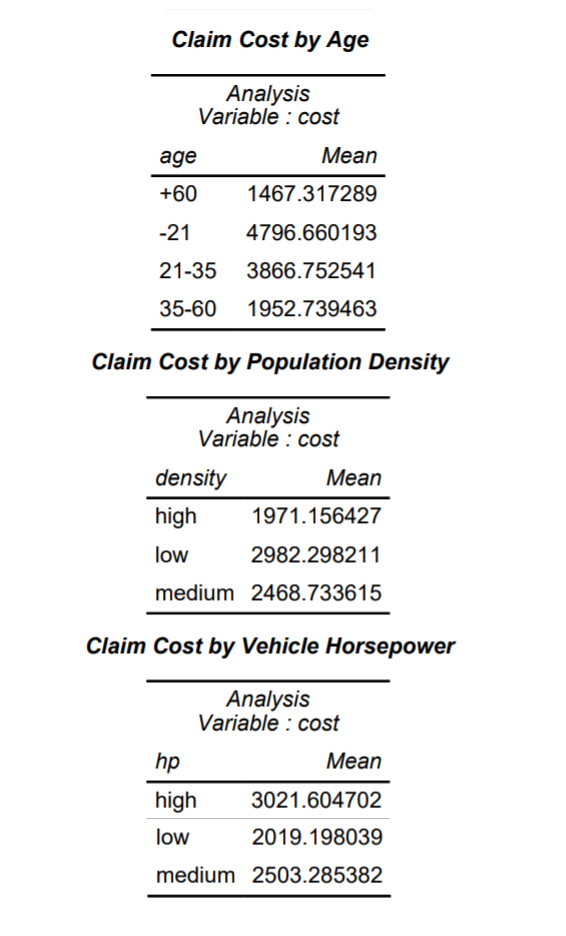 Claim Cost by Age
Analysis
Variable : cost
age Mean
+60 1467.317289
-21 4796.660193
21-35 3866.752541
35-60 1952.739463
Claim Cost by Population Density
Analysis
Variable : cost
density Mean
high 1971.156427
low 2982.298211
medium 2468.733615
Claim Cost by Vehicle Horsepower
Analysis
Variable : cost
hp Mean
high 3021.604702
low 2019.198039
medium 2503.285382